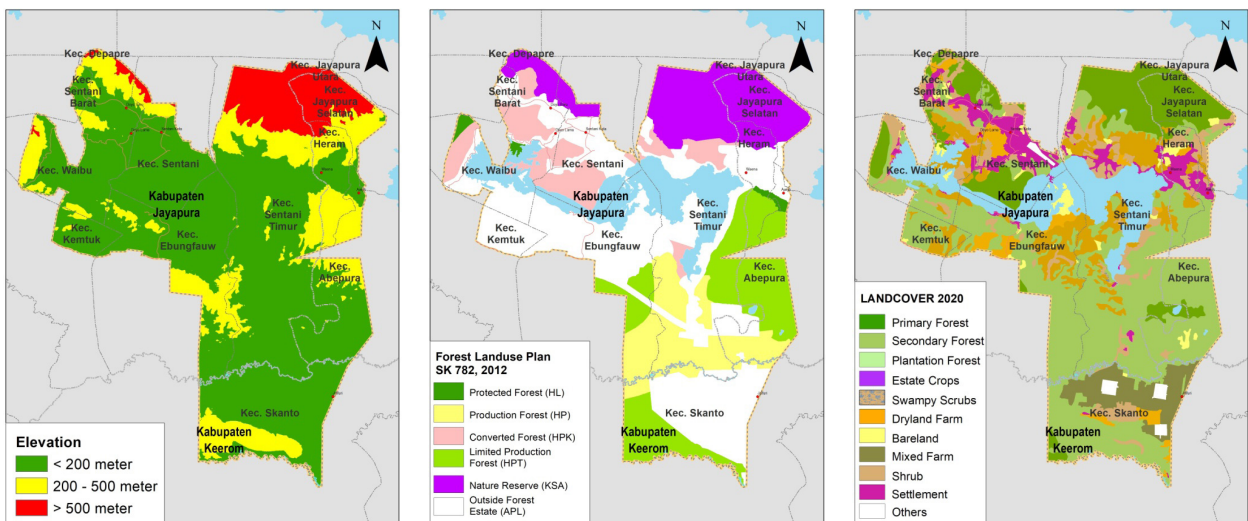 N
Kec. Depapre
Kec. Jayapura
Utara
Kec.
Sentani
Barat
Kec.
Jayapura
Selatan
Kec.
Heram
Kec. Sentani
Kec. Waibu
Kabupaten
Jayapura
Kec.
Sentani
Timur
Kec.
Kemtuk
Kec.
Ebungfauw
Kec.
Abepura
Kec. Skanto
Kabupaten
Keerom
Elevation
< 200 meter
200 - 500 meter
> 500 meter
N
Kec. Depapre
Kec. Jayapura
Utara
Kec.
Sentani
Barat
Kec.
Jayapura
Selatan
Kec.
Heram
Kec. Sentani
Kec. Waibu
Kabupaten
Jayapura
Kec.
Sentani
Timur
Kec.
Kemtuk
Kec.
Ebungfauw
Kec.
Abepura
Kec. Skanto
Kabupaten
Keerom
Forest Landuse Plan
SK 782, 2012
Protected Forest (HL)
Production Forest (HP)
Converted Forest (HPK)
Limited Production
Forest (HPT)
Nature Reserve (KSA)
Outside Forest
Estate (APL)
N
Kec. Depapre
Kec. Jayapura
Utara
Kec.
Sentani
Barat
Kec.
Jayapura
Selatan
Kec.
Heram
Kec. Sentani
Kec. Waibu
Kabupaten
Jayapura
Kec.
Sentani
Timur
Kec.
Kemtuk
Kec.
Ebungfauw
Kec.
Abepura
Kec. Skanto
Kabupaten
Keerom
LANDCOVER 2020
Primary Forest
Secondary Forest
Plantation Forest
Estate Crops
Swampy Scrubs
Dryland Farm
Bareland
Mixed Farm
Shrub
Settlement
Others